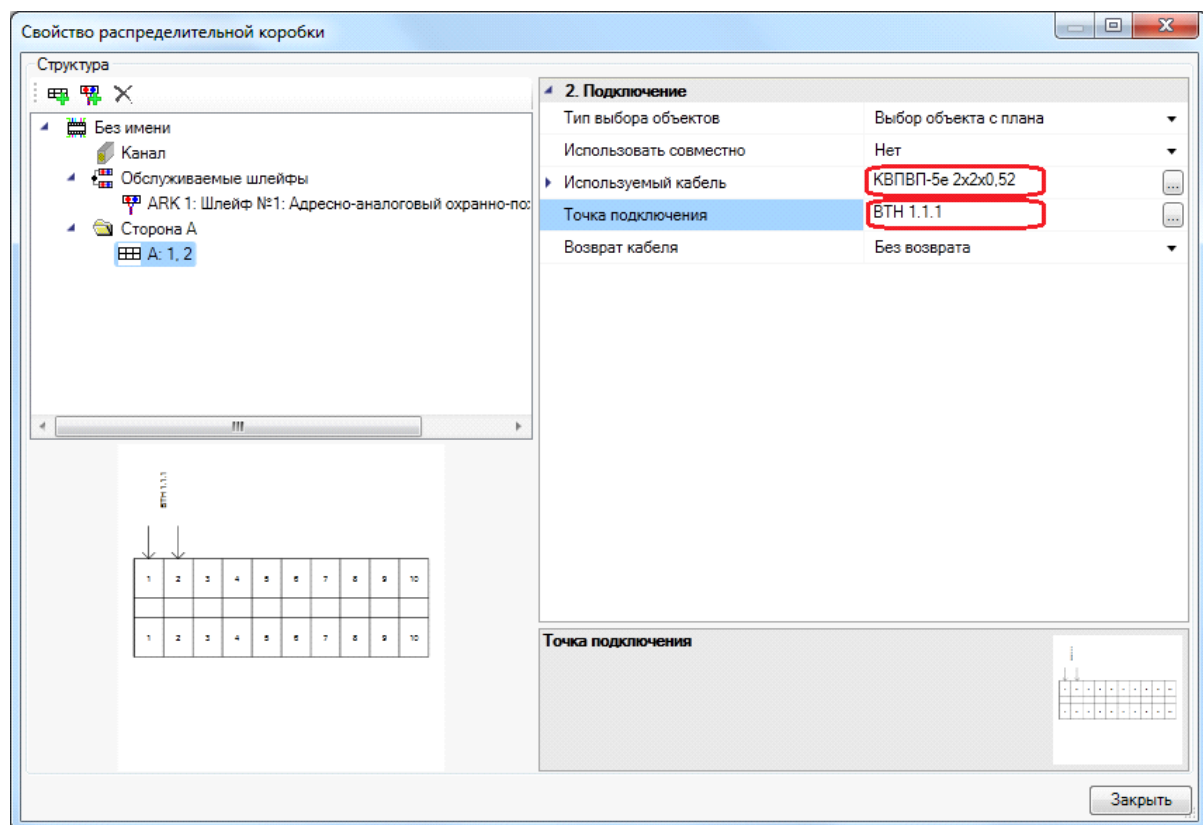 Свойство распределительной коробки
Структура
Без имени
Канал
Обслуживаемые шлейфы
ARK 1: Шлейф №1: Адресно-аналоговый охранно-по
Сторона А
A: 1, 2
2. Подключение
Тип выбора объектов Выбор объекта с плана
Использовать совместно Нет
Используемый кабель КВПВП-5е 2x2x0,52
Точка подключения BTH 1.1.1
Возврат кабеля Без возврата
BTH 1.1.1
1 2 3 4 5 6 7 8 9 10
1 2 3 4 5 6 7 8 9 10
Точка подключения
Закрыть